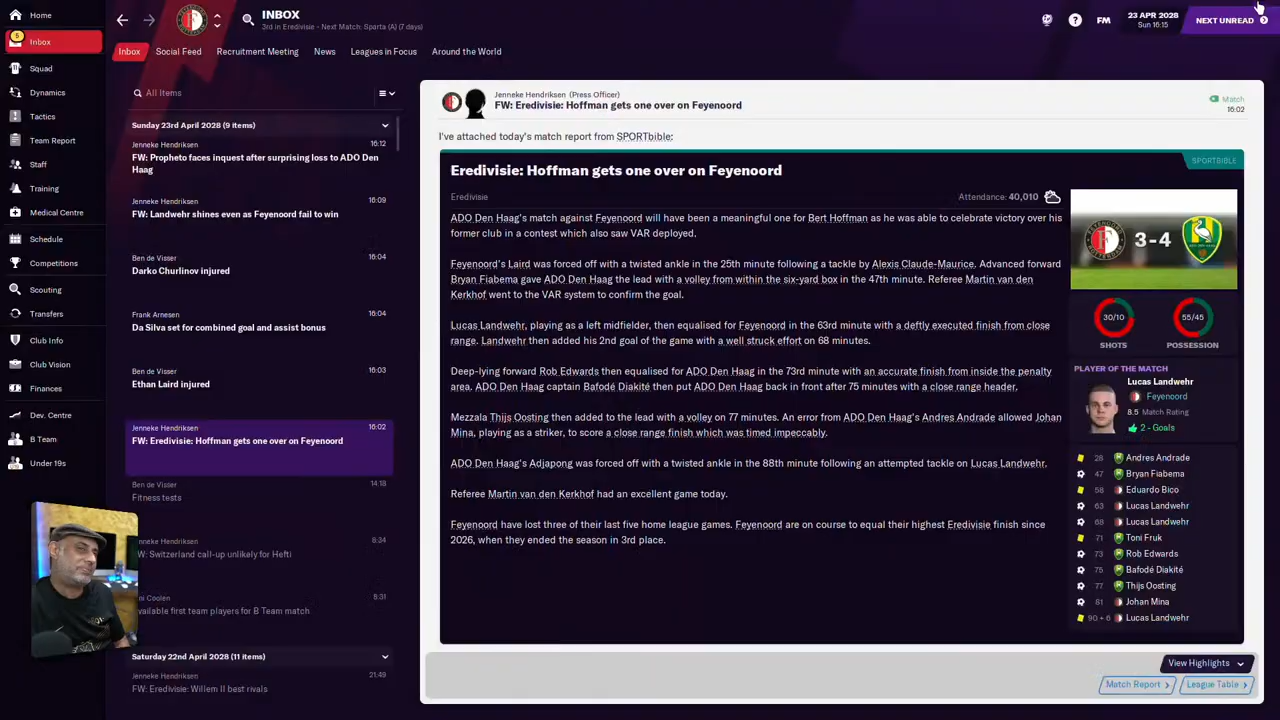 Home
5
Inbox
Squad
Dynamics
Tactics
Team Report
Staff
Training
Medical Centre
Schedule
Competitions
Scouting
Transfers
Club Info
Club Vision
Finances
Dev. Centre
B Team
Under 19s
INBOX
3rd in Eredivisie - Next Match: Sparta (A) (7 days)
FM
23 APR 2028
Sun 16:15
NEXT UNREAD
Inbox
Social Feed
Recruitment Meeting
News
Leagues in Focus
Around the World
All Items
Sunday 23rd April 2028 (9 items)
Jenneke Hendriksen
16:12
FW: Propheto faces inquest after surprising loss to ADO Den
Haag
Jenneke Hendriksen
16:09
FW: Landwehr shines even as Feyenoord fail to win
Ben de Visser
16:04
Darko Churlinov injured
Frank Arnesen
16:04
Da Silva set for combined goal and assist bonus
Ben de Visser
16:03
Ethan Laird injured
Jenneke Hendriksen
16:02
FW: Eredivisie: Hoffman gets one over on Feyenoord
Ben de Visser
14:18
Fitness tests
nneke Hendriksen
8:34
W: Switzerland call-up unlikely for Hefti
ni Coolen
8:31
vailable first team players for B Team match
Saturday 22nd April 2028 (11 items)
Jenneke Hendriksen
21:49
FW: Eredivisie: Willem II best rivals
Jenneke Hendriksen (Press Officer)
FW: Eredivisie: Hoffman gets one over on Feyenoord
Match
16:02
I've attached today's match report from SPORTbible:
SPORTBIBLE
Eredivisie: Hoffman gets one over on Feyenoord
Eredivisie
Attendance: 40,010
ADO Den Haag's match against Feyenoord will have been a meaningful one for Bert Hoffman as he was able to celebrate victory over his
former club in a contest which also saw VAR deployed.
Feyenoord's Laird was forced off with a twisted ankle in the 25th minute following a tackle by Alexis Claude-Maurice. Advanced forward
Bryan Fiabema gave ADO Den Haag the lead with a volley from within the six-yard box in the 47th minute. Referee Martin van den
Kerkhof went to the VAR system to confirm the goal.
Lucas Landwehr, playing as a left midfielder, then equalised for Feyenoord in the 63rd minute with a deftly executed finish from close
range. Landwehr then added his 2nd goal of the game with a well struck effort on 68 minutes.
Deep-lying forward Rob Edwards then equalised for ADO Den Haag in the 73rd minute with an accurate finish from inside the penalty
area. ADO Den Haag captain Bafodé Diakité then put ADO Den Haag back in front after 75 minutes with a close range header.
Mezzala Thijs Oosting then added to the lead with a volley on 77 minutes. An error from ADO Den Haag's Andres Andrade allowed Johan
Mina, playing as a striker, to score a close range finish which was timed impeccably.
ADO Den Haag's Adjapong was forced off with a twisted ankle in the 88th minute following an attempted tackle on Lucas Landwehr.
Referee Martin van den Kerkhof had an excellent game today.
Feyenoord have lost three of their last five home league games. Feyenoord are on course to equal their highest Eredivisie finish since
2026, when they ended the season in 3rd place.
3-4
30/10
SHOTS
55/45
POSSESSION
PLAYER OF THE MATCH
Lucas Landwehr
Feyenoord
8.5 Match Rating
2 - Goals
28 Andres Andrade
47 Bryan Fiabema
58 Eduardo Bico
63 Lucas Landwehr
68 Lucas Landwehr
71 Toni Fruk
73 Rob Edwards
75 Bafodé Diakité
77 Thijs Oosting
81 Johan Mina
90 + 6 Lucas Landwehr
View Highlights
Match Report
League Table